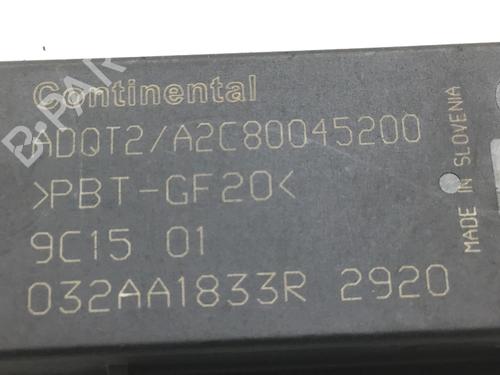 Continental
ADQT2/A2C80045200
>PBT-GF20<
9C15 01
032AA1833R 2920
MADE IN SLOVENIA